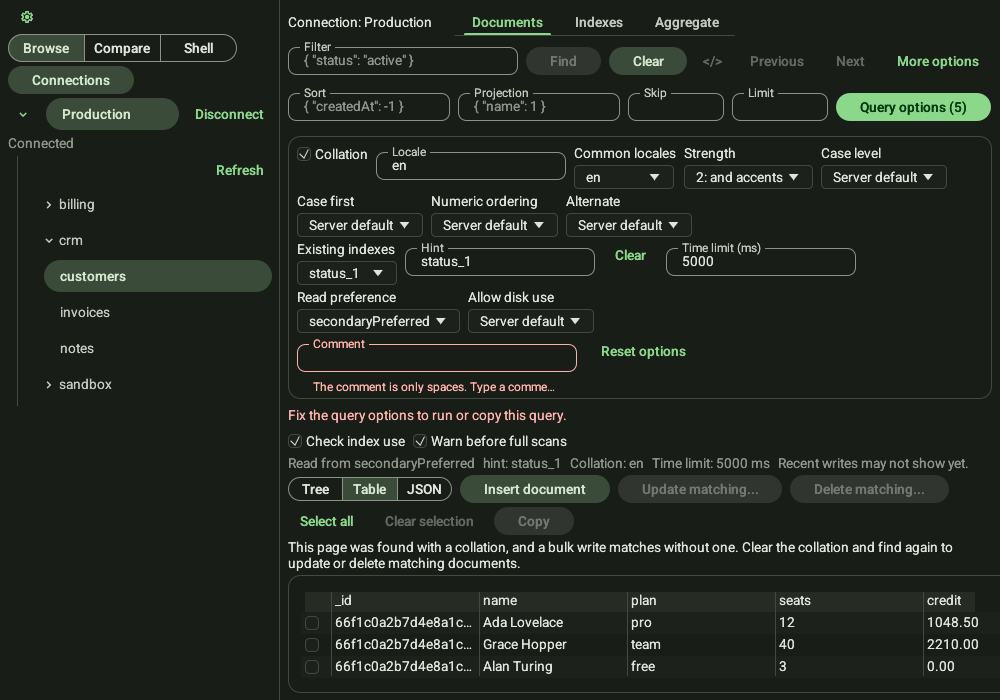 Browse Compare Shell
Connections
Production Disconnect
Connected
Refresh
billing
crm
customers
invoices
notes
sandbox
Connection: Production Documents Indexes Aggregate
Filter
{ "status": "active" } Find Clear </> Previous Next More options
Sort Projection Skip Limit
{ "createdAt": -1 } { "name": 1 } Query options (5)
Collation Locale Common locales Strength Case level
en en 2: and accents Server default
Case first Numeric ordering Alternate
Server default Server default Server default
Existing indexes Hint Clear Time limit (ms)
status_1 status_1 5000
Read preference Allow disk use
secondaryPreferred Server default
Comment Reset options
The comment is only spaces. Type a comme...
Fix the query options to run or copy this query.
Check index use Warn before full scans
Read from secondaryPreferred hint: status_1 Collation: en Time limit: 5000 ms Recent writes may not show yet.
Tree Table JSON Insert document Update matching... Delete matching...
Select all Clear selection Copy
This page was found with a collation, and a bulk write matches without one. Clear the collation and find again to
update or delete matching documents.
_id name plan seats credit
66f1c0a2b7d4e8a1c... Ada Lovelace pro 12 1048.50
66f1c0a2b7d4e8a1c... Grace Hopper team 40 2210.00
66f1c0a2b7d4e8a1c... Alan Turing free 3 0.00